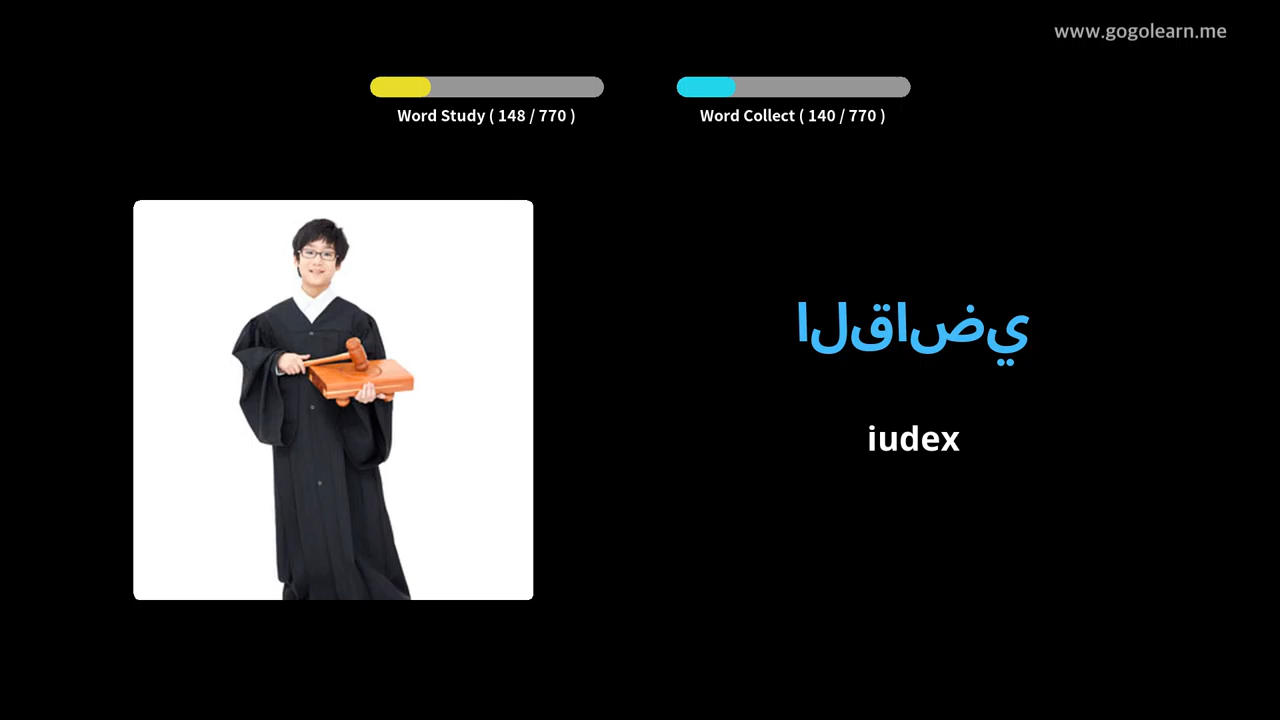 www.gogolearn.me
Word Study ( 148 / 770 )
Word Collect ( 140 / 770 )
القاضي
iudex